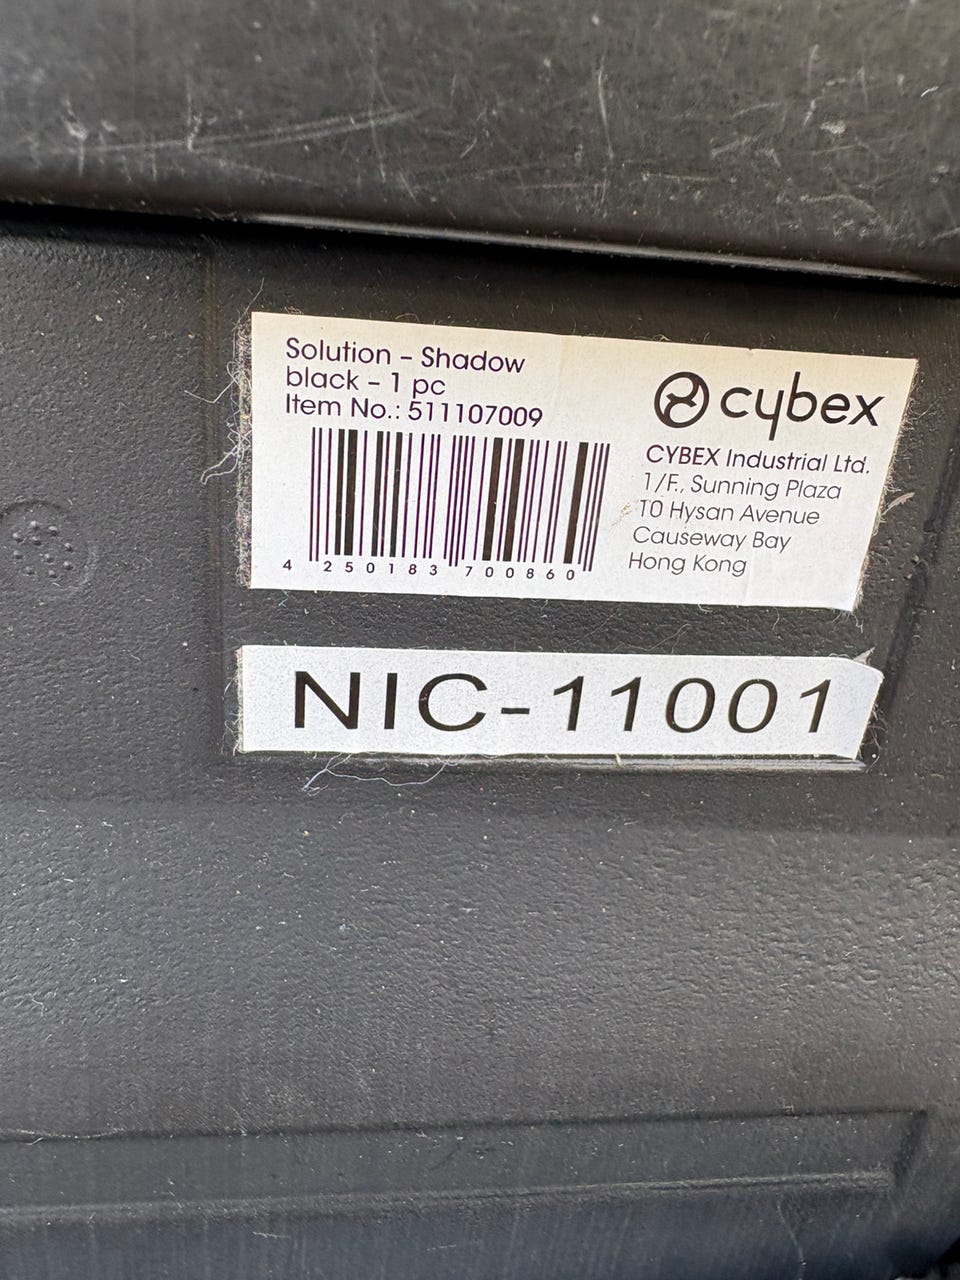 Solution – Shadow
black – 1 pc
Item No.: 511107009
4 250183 700860
cybex
CYBEX Industrial Ltd.
1/F., Sunning Plaza
10 Hysan Avenue
Causeway Bay
Hong Kong
NIC-11001